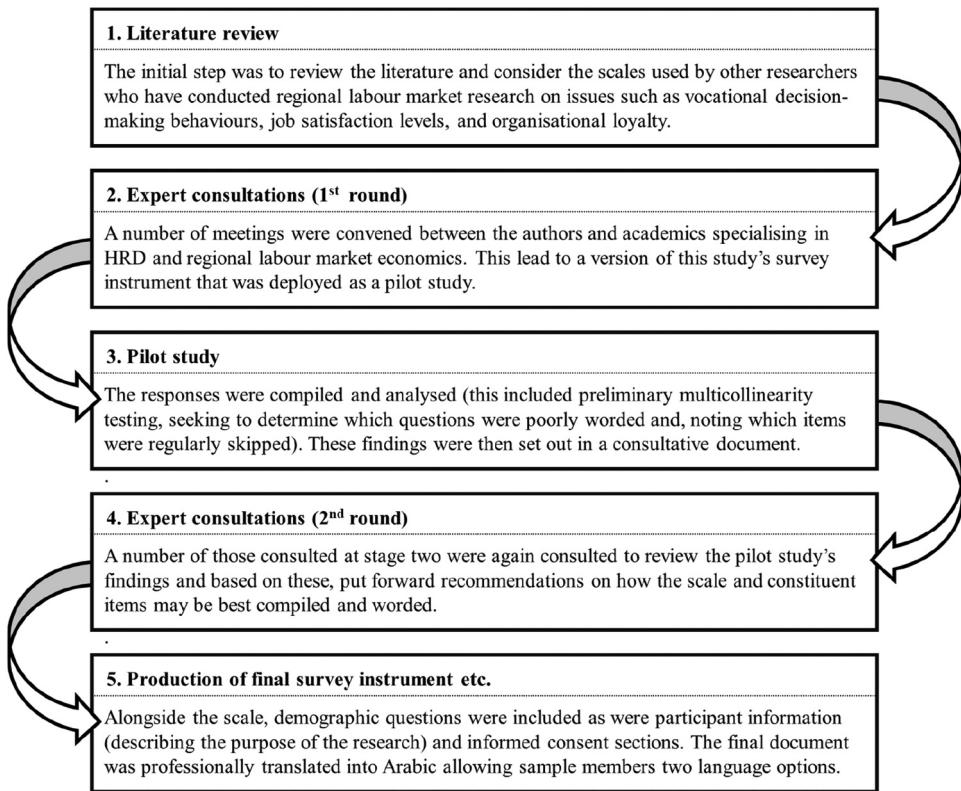 1. Literature review
The initial step was to review the literature and consider the scales used by other researchers
who have conducted regional labour market research on issues such as vocational decision-
making behaviours, job satisfaction levels, and organisational loyalty.
2. Expert consultations (1st round)
A number of meetings were convened between the authors and academics specialising in
HRD and regional labour market economics. This lead to a version of this study's survey
instrument that was deployed as a pilot study.
3. Pilot study
The responses were compiled and analysed (this included preliminary multicollinearity
testing, seeking to determine which questions were poorly worded and, noting which items
were regularly skipped). These findings were then set out in a consultative document.
.
4. Expert consultations (2nd round)
A number of those consulted at stage two were again consulted to review the pilot study's
findings and based on these, put forward recommendations on how the scale and constituent
items may be best compiled and worded.
.
5. Production of final survey instrument etc.
Alongside the scale, demographic questions were included as were participant information
(describing the purpose of the research) and informed consent sections. The final document
was professionally translated into Arabic allowing sample members two language options.